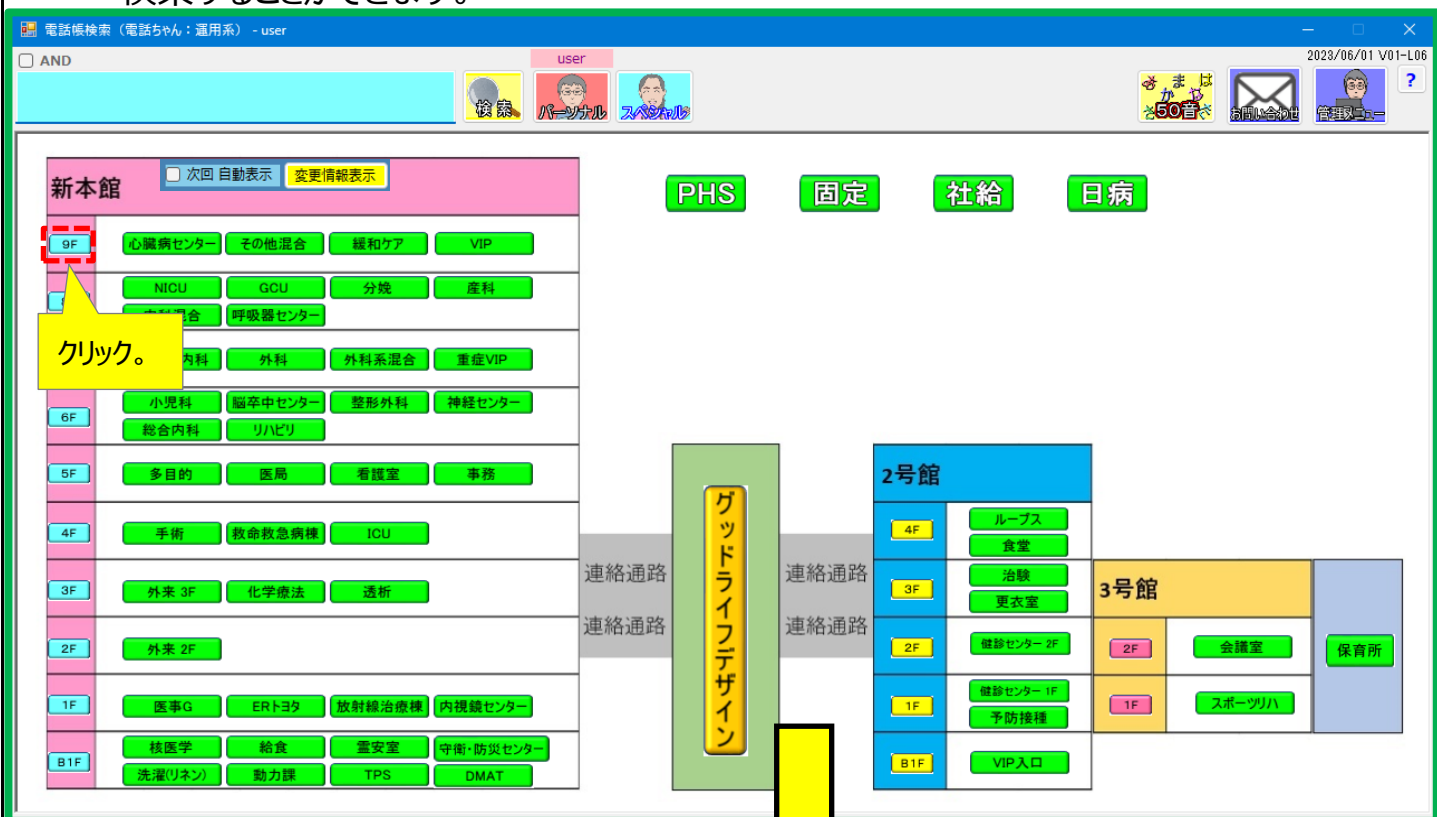 検索することができます。
電話帳検索（電話ちゃん：運用系） - user
AND
user
2023/06/01 V01-L06
検索
パーソナル
スペシャル
50音
お問い合わせ
管理メニュー
?
新本館
次回 自動表示 変更情報表示
PHS 固定 社給 日病
9F 心臓病センター その他混合 緩和ケア VIP
NICU GCU 分娩 産科
呼吸器センター
クリック。
内科 外科 外科系混合 重症VIP
6F 小児科 脳卒中センター 整形外科 神経センター
総合内科 リハビリ
5F 多目的 医局 看護室 事務
4F 手術 救命救急病棟 ICU
3F 外来 3F 化学療法 透析
2F 外来 2F
1F 医事G ERトヨタ 放射線治療棟 内視鏡センター
B1F 核医学 給食 霊安室 守衛・防災センター
洗濯(リネン) 動力課 TPS DMAT
連絡通路
連絡通路
グッドライフデザイン
連絡通路
連絡通路
2号館
4F ループス
食堂
3F 治験
更衣室
2F 健診センター 2F
1F 健診センター 1F
予防接種
B1F VIP入口
3号館
2F 会議室
1F スポーツリハ
保育所